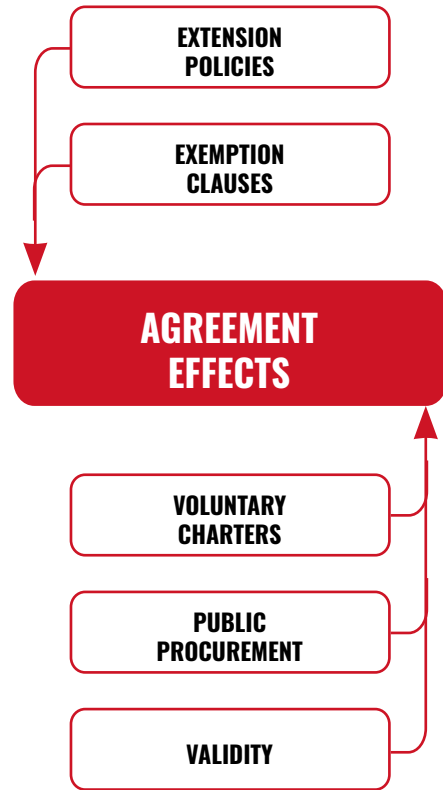 EXTENSION
POLICIES
EXEMPTION
CLAUSES
AGREEMENT
EFFECTS
VOLUNTARY
CHARTERS
PUBLIC
PROCUREMENT
VALIDITY